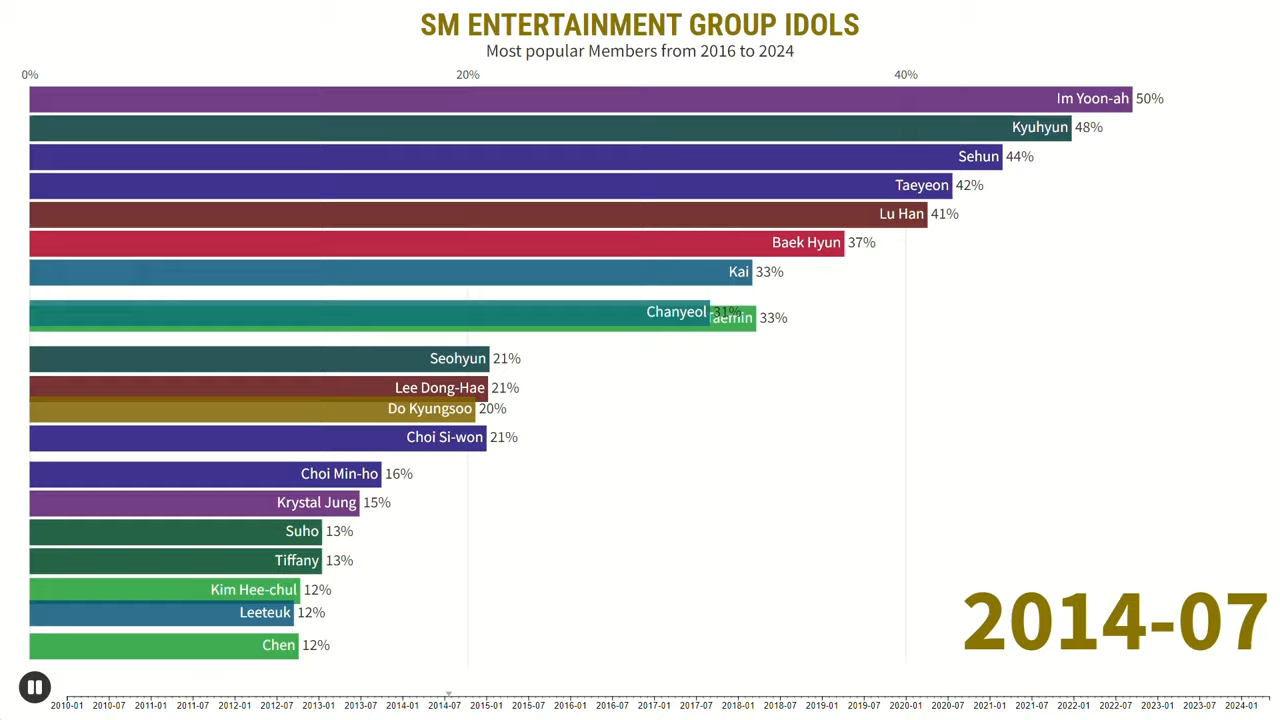 SM ENTERTAINMENT GROUP IDOLS
Most popular Members from 2016 to 2024
0% 20% 40%
Im Yoon-ah 50%
Kyuhyun 48%
Sehun 44%
Taeyeon 42%
Lu Han 41%
Baek Hyun 37%
Kai 33%
Chanyeol 31%
Taemin 33%
Seohyun 21%
Lee Dong-Hae 21%
Do Kyungsoo 20%
Choi Si-won 21%
Choi Min-ho 16%
Krystal Jung 15%
Suho 13%
Tiffany 13%
Kim Hee-chul 12%
Leeteuk 12%
Chen 12%
2014-07
2010-01 2010-07 2011-01 2011-07 2012-01 2012-07 2013-01 2013-07 2014-01 2014-07 2015-01 2015-07 2016-01 2016-07 2017-01 2017-07 2018-01 2018-07 2019-01 2019-07 2020-01 2020-07 2021-01 2021-07 2022-01 2022-07 2023-01 2023-07 2024-01